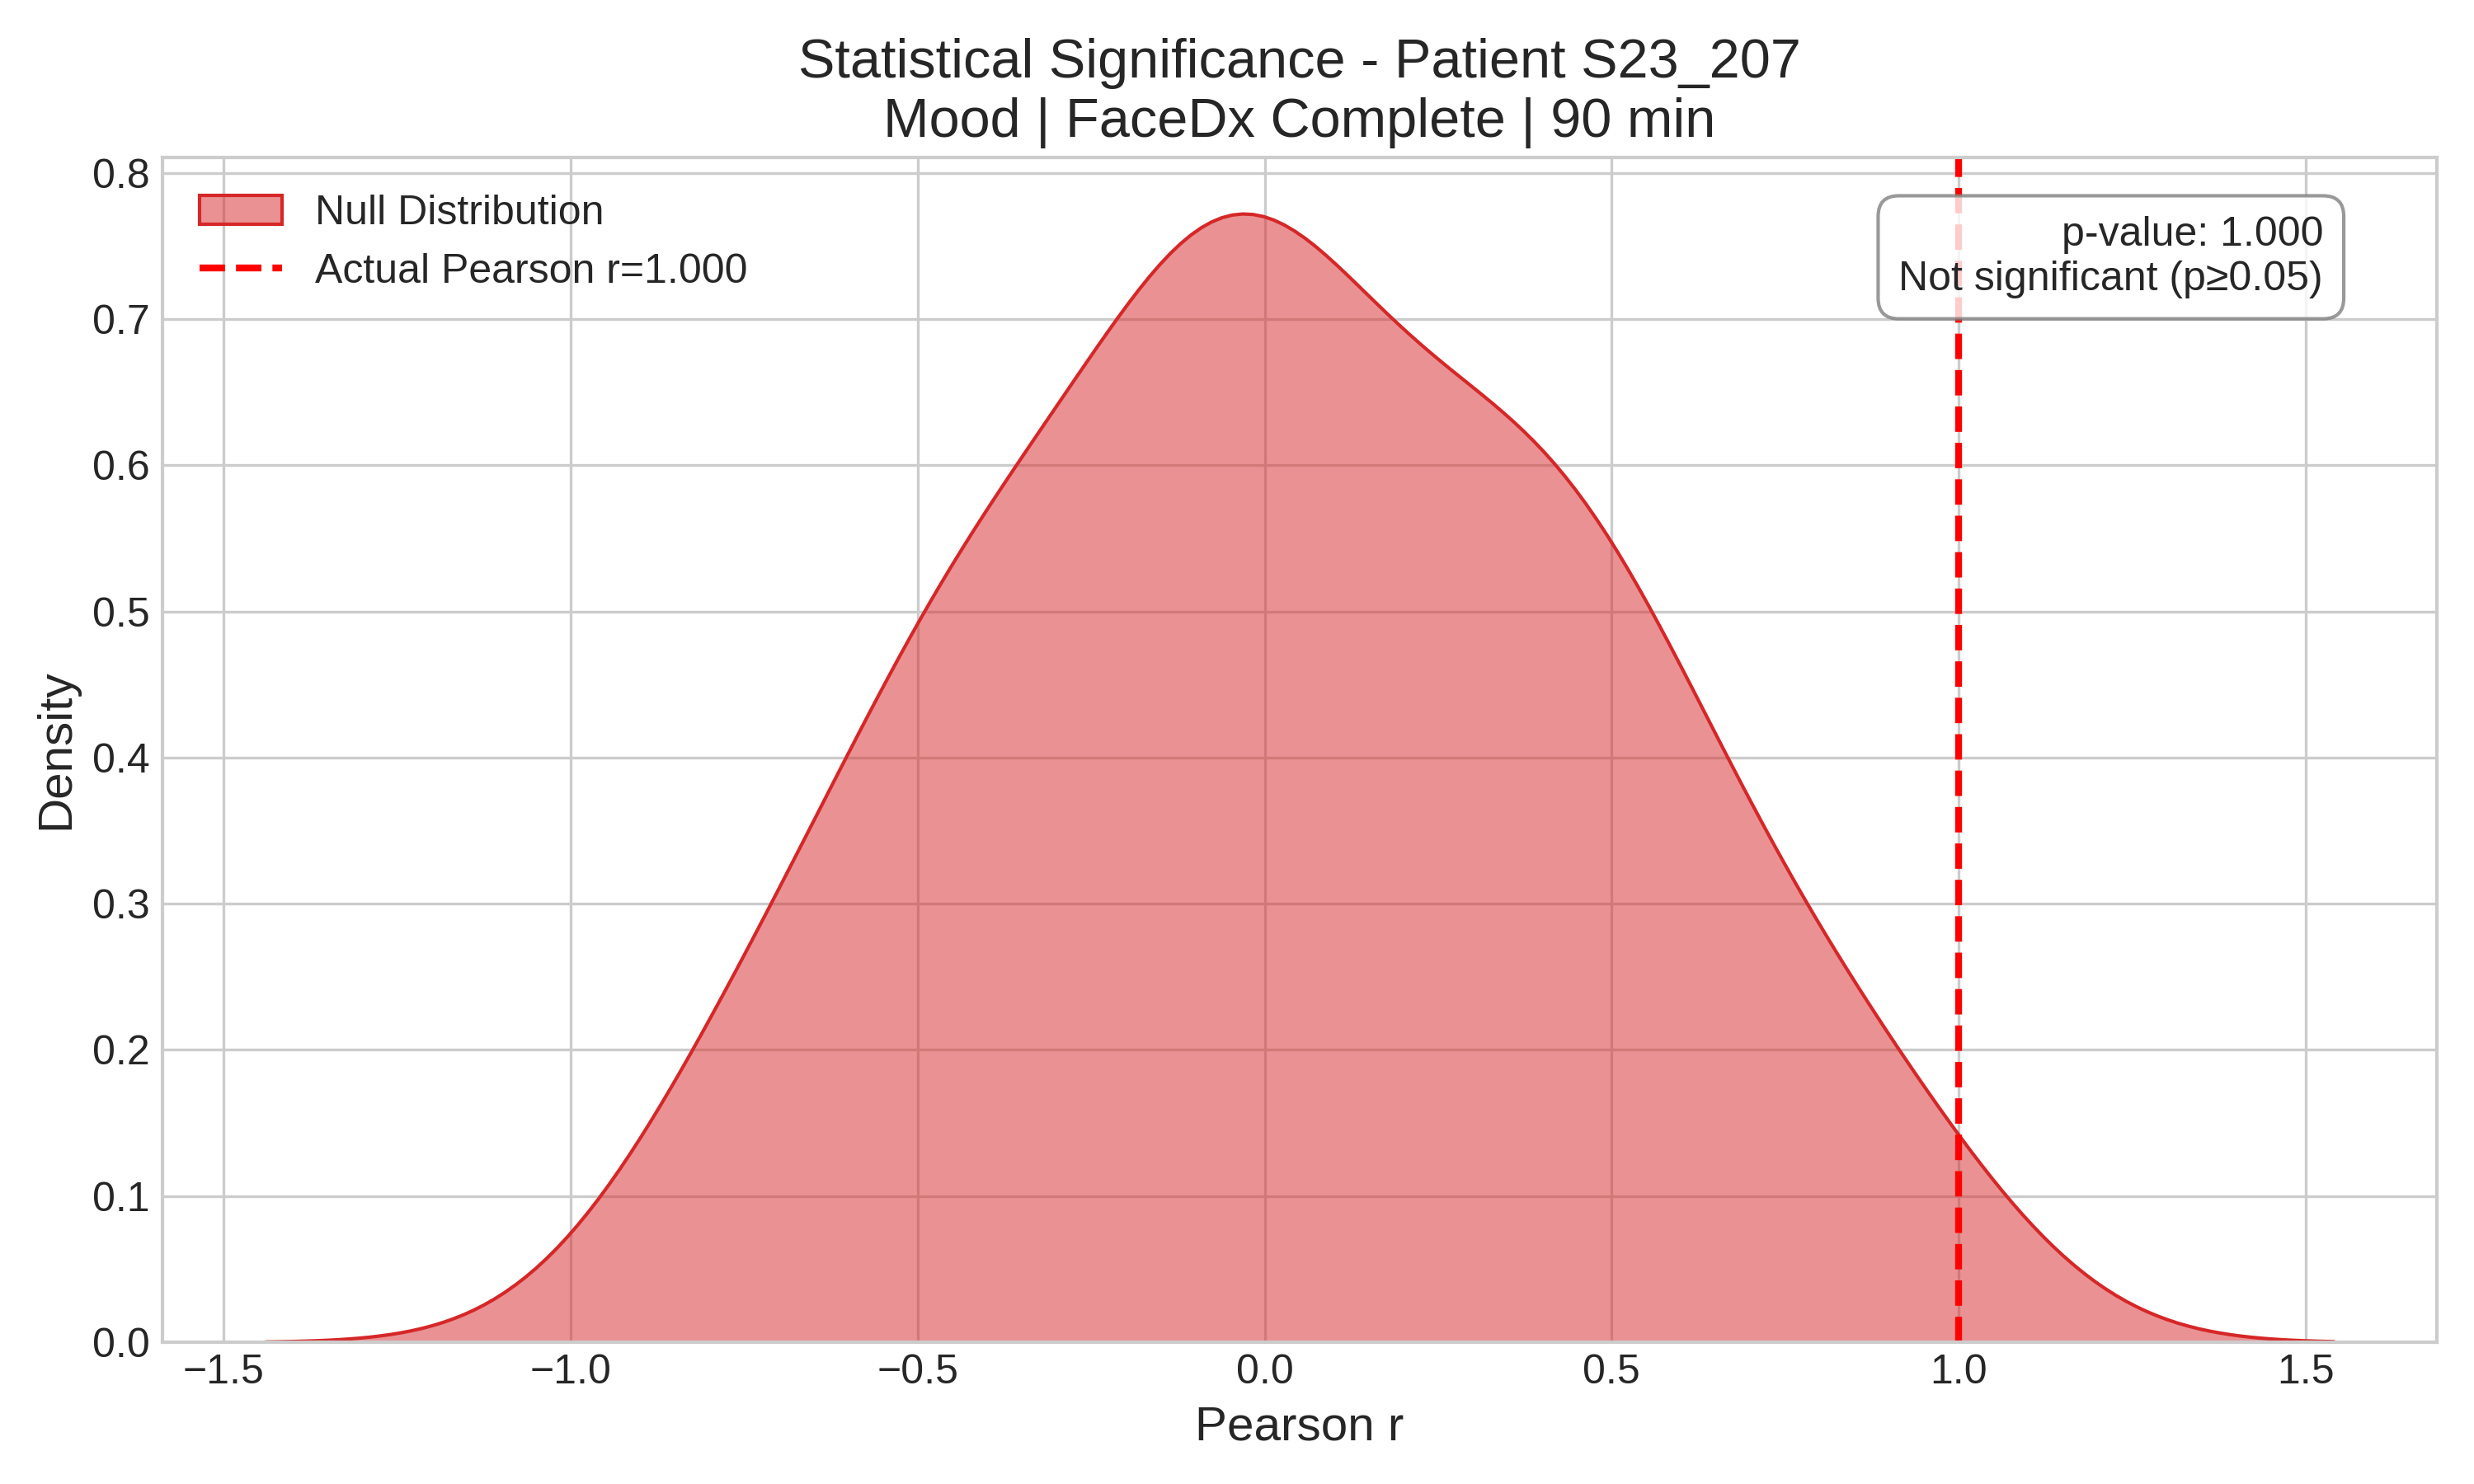 Statistical Significance - Patient S23_207
Mood | FaceDx Complete | 90 min
Null Distribution
Actual Pearson r=1.000
p-value: 1.000
Not significant (p≥0.05)
Density
0.8
0.7
0.6
0.5
0.4
0.3
0.2
0.1
0.0
−1.5
−1.0
−0.5
0.0
0.5
1.0
1.5
Pearson r